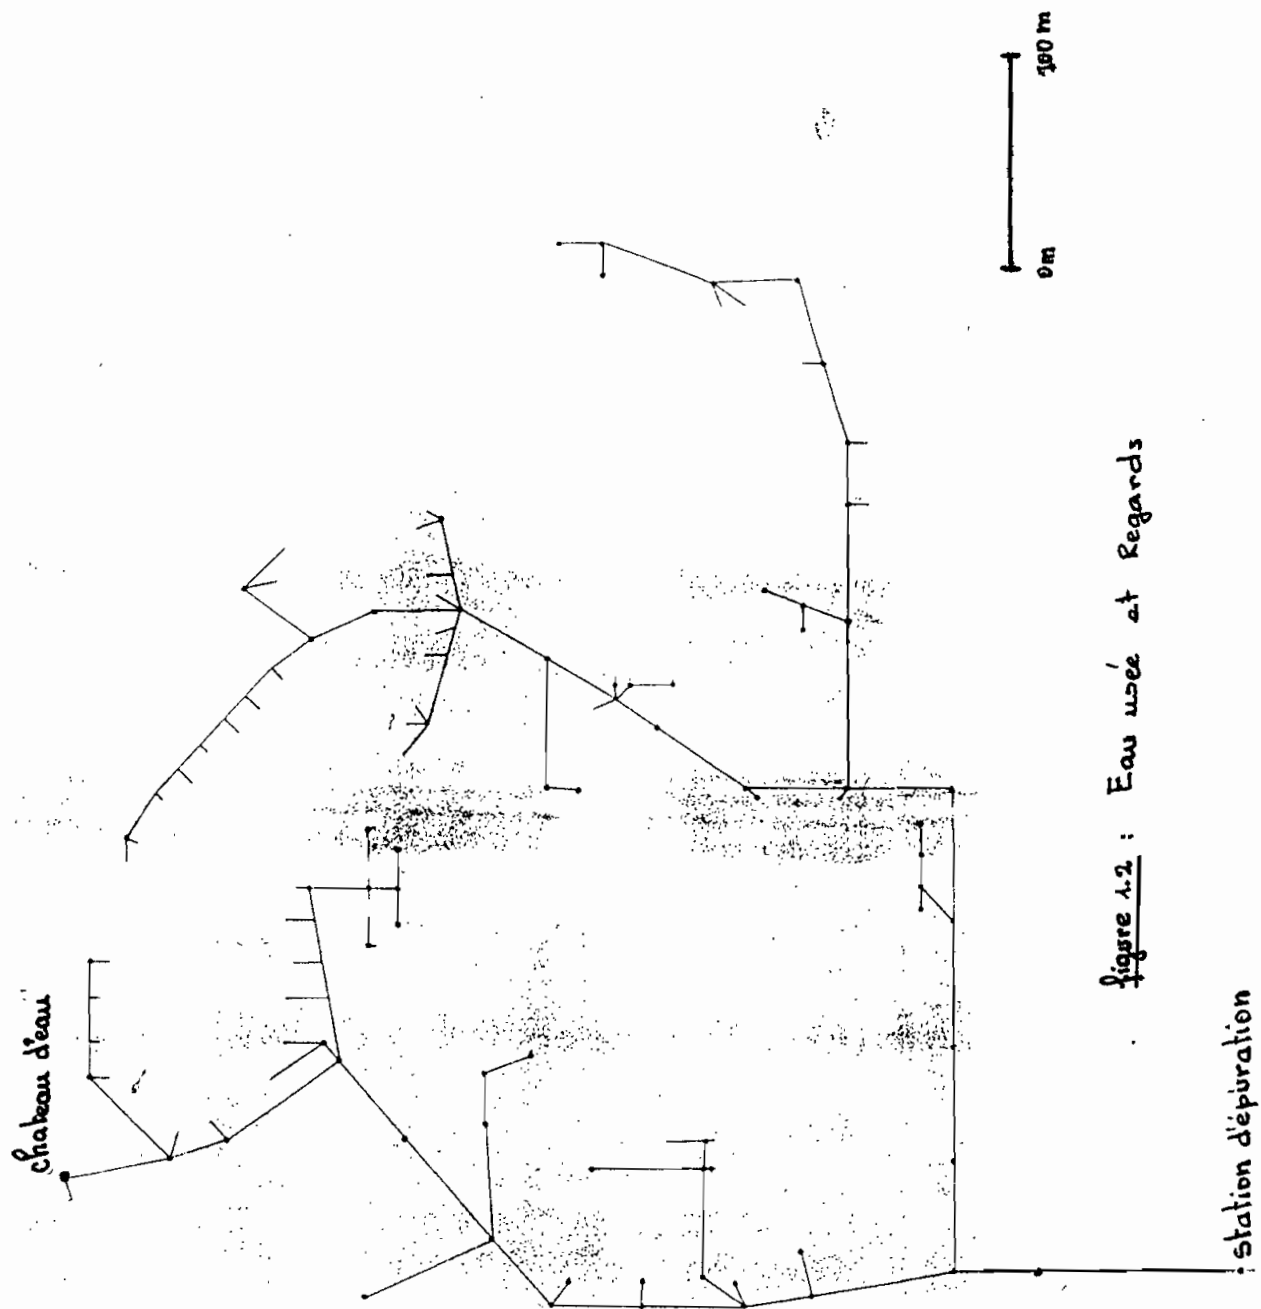 chateau d'eau
station d'épuration
figure 1.2 : Eau usée et Regards
0m
100 m